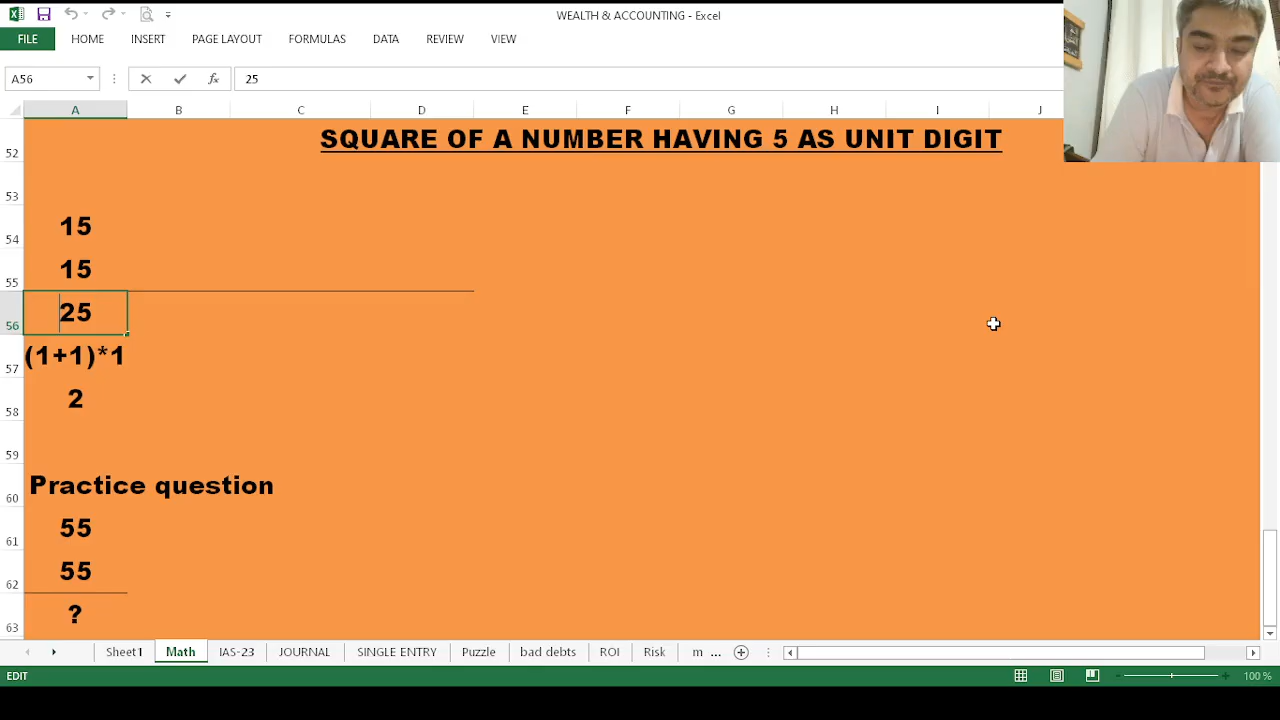 WEALTH & ACCOUNTING - Excel
FILE HOME INSERT PAGE LAYOUT FORMULAS DATA REVIEW VIEW
A56 fx 25
A B C D E F G H I J
52 SQUARE OF A NUMBER HAVING 5 AS UNIT DIGIT
53
54 15
55 15
56 25
57 (1+1)*1
58 2
59
60 Practice question
61 55
62 55
63 ?
Sheet1 Math IAS-23 JOURNAL SINGLE ENTRY Puzzle bad debts ROI Risk m ...
EDIT 100 %